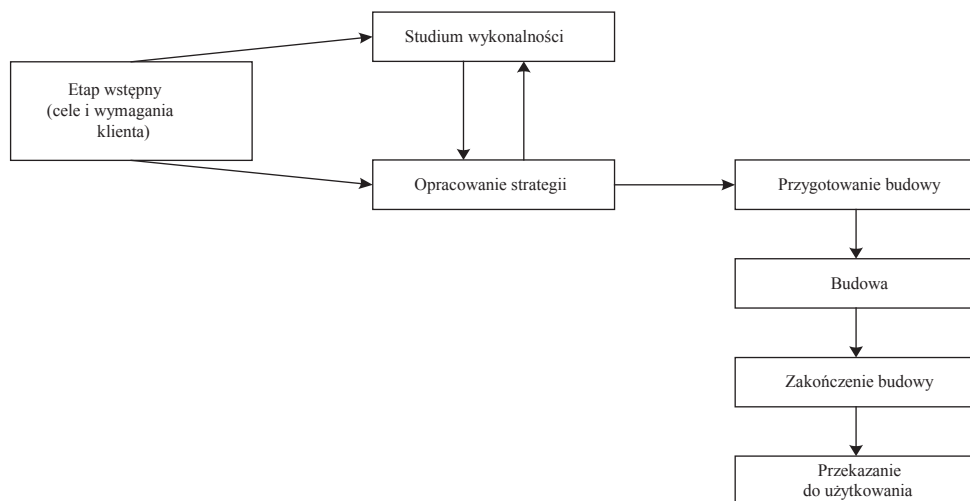 Studium wykonalności
Etap wstępny
(cele i wymagania
klienta)
Opracowanie strategii
Przygotowanie budowy
Budowa
Zakończenie budowy
Przekazanie
do użytkowania